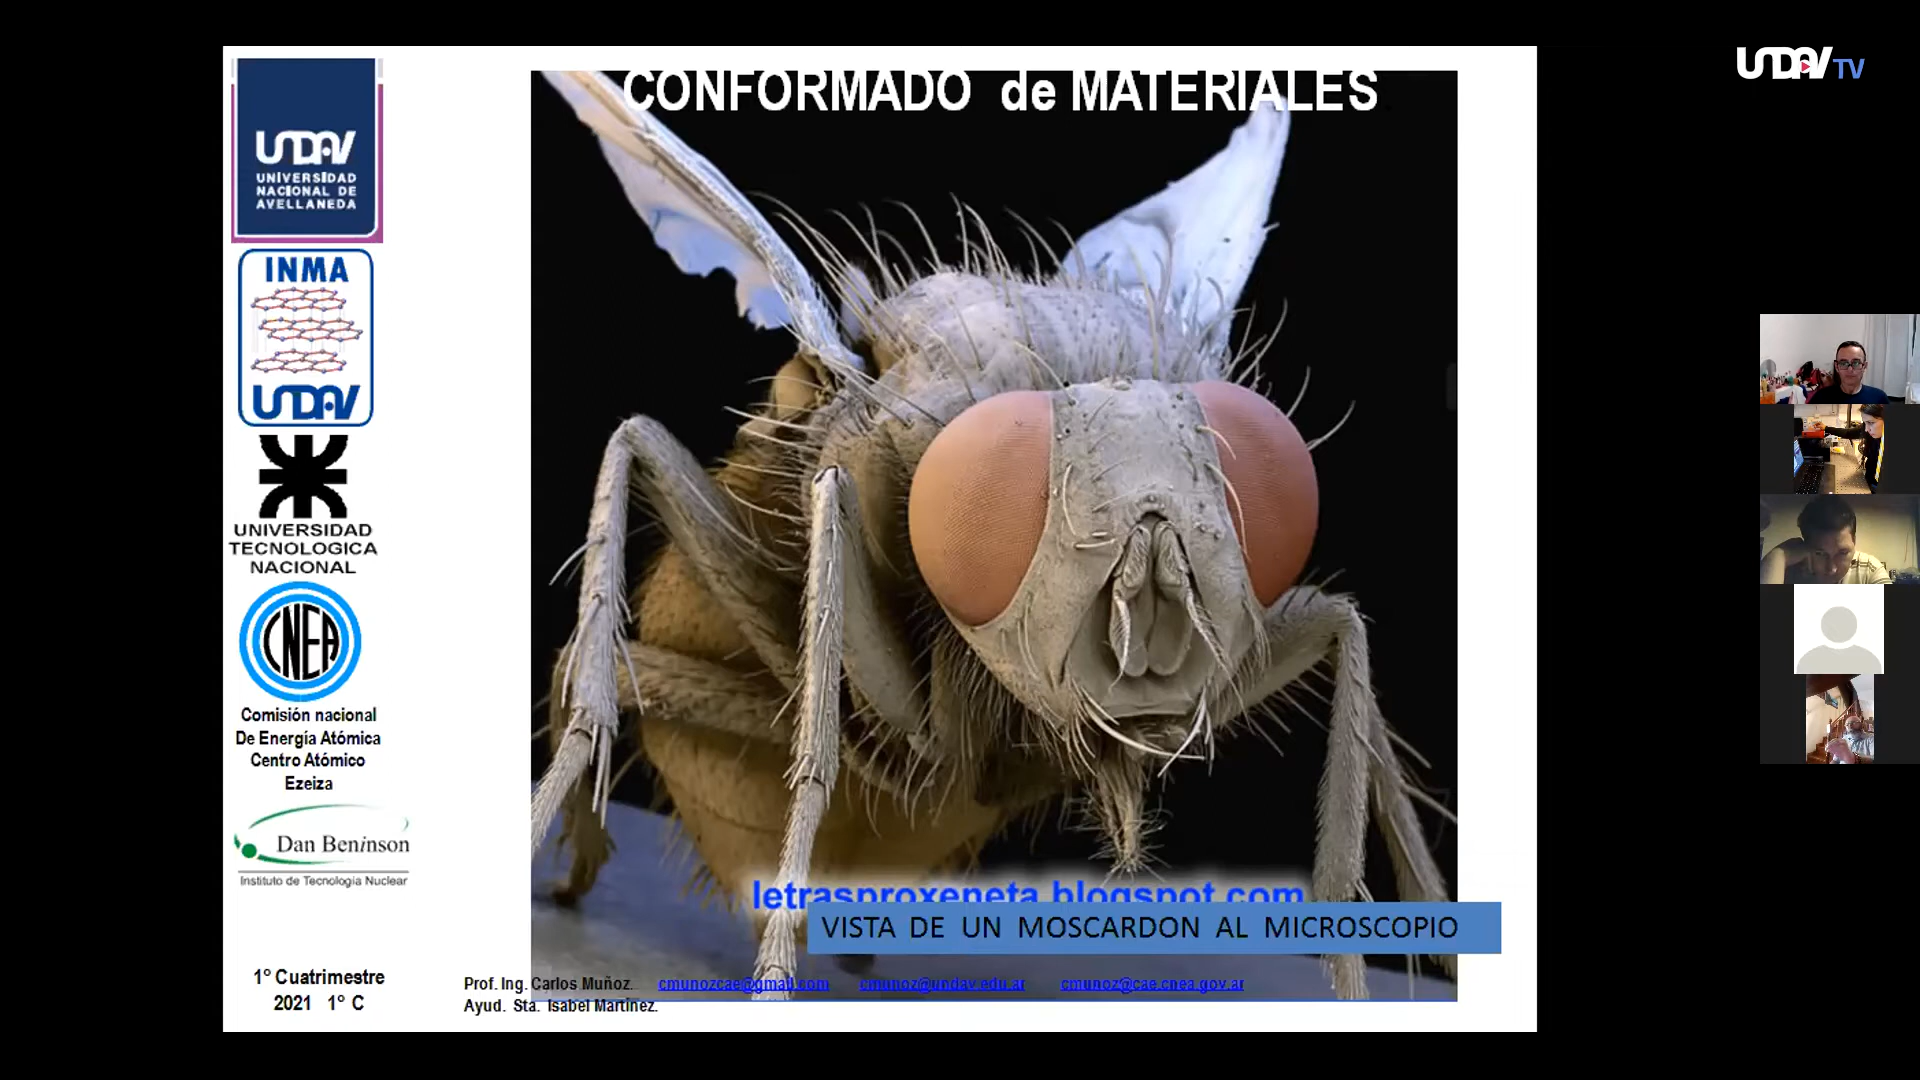 CONFORMADO de MATERIALES
UNDAV TV
UNDAV
UNIVERSIDAD
NACIONAL DE
AVELLANEDA
INMA
UNDAV
UNIVERSIDAD
TECNOLOGICA
NACIONAL
CNEA
Comisión nacional
De Energía Atómica
Centro Atómico
Ezeiza
Dan Beninson
Instituto de Tecnología Nuclear
letrasproxeneta.blogspot.com
VISTA DE UN MOSCARDON AL MICROSCOPIO
1º Cuatrimestre
2021 1º C
Prof. Ing. Carlos Muñoz. cmunozcae@gmail.com cmunoz@undav.edu.ar cmunoz@cae.cnea.gov.ar
Ayud. Sta. Isabel Martinez.